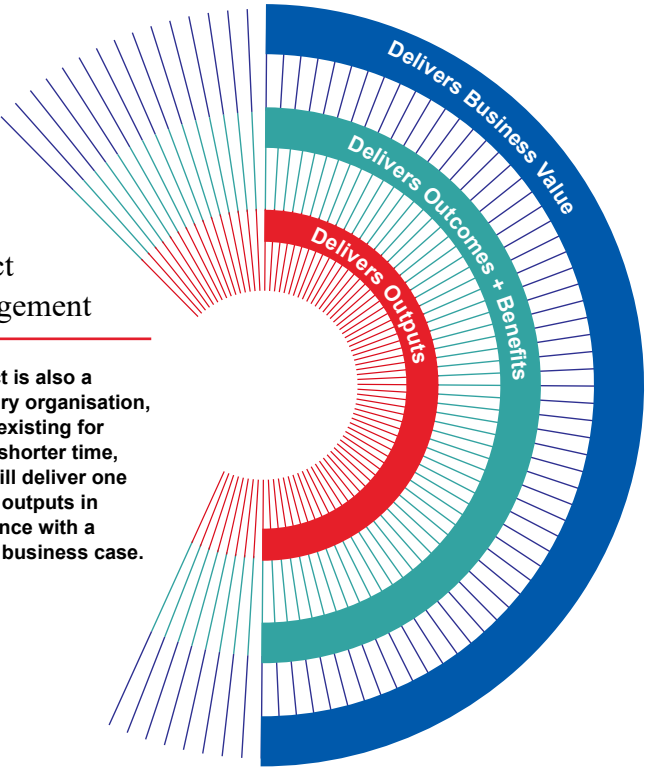 ct
gement
ct is also a
ry organisation,
existing for
shorter time,
ill deliver one
outputs in
nce with a
business case.
Delivers Business Value
Delivers Outcomes + Benefits
Delivers Outputs